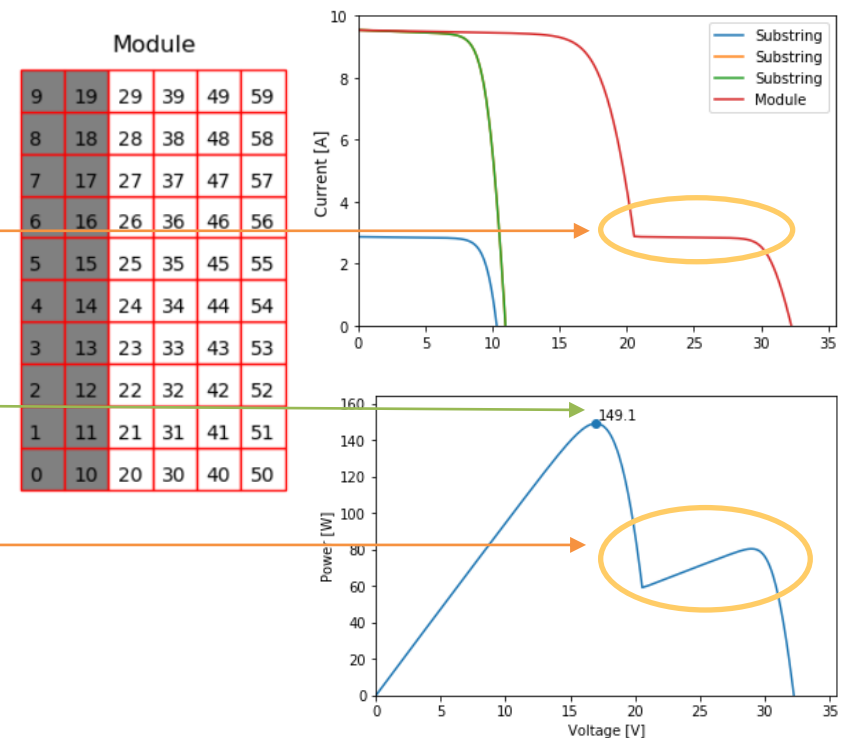 Module
9 19 29 39 49 59
8 18 28 38 48 58
7 17 27 37 47 57
6 16 26 36 46 56
5 15 25 35 45 55
4 14 24 34 44 54
3 13 23 33 43 53
2 12 22 32 42 52
1 11 21 31 41 51
0 10 20 30 40 50
10
8
6
4
2
0
Current [A]
Substring
Substring
Substring
Module
0 5 10 15 20 25 30 35
160
140
120
100
80
60
40
20
0
Power [W]
149.1
0 5 10 15 20 25 30 35
Voltage [V]